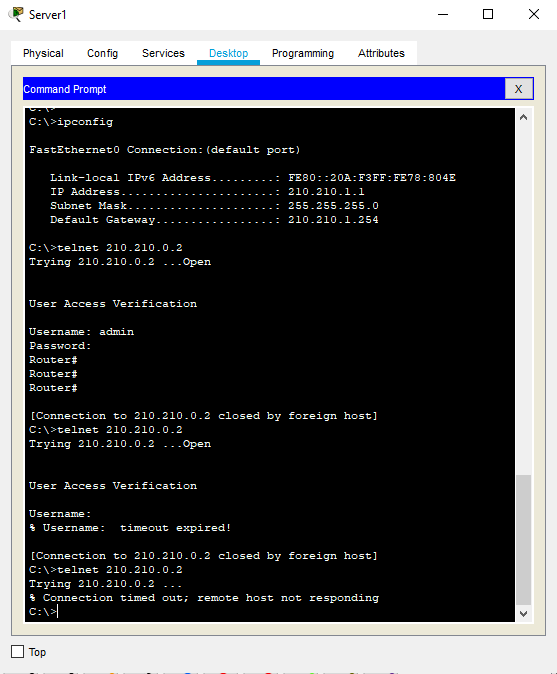 Server1
Physical Config Services Desktop Programming Attributes
Command Prompt X
C:\>
C:\>ipconfig
FastEthernet0 Connection:(default port)
Link-local IPv6 Address.........: FE80::20A:F3FF:FE78:804E
IP Address......................: 210.210.1.1
Subnet Mask.....................: 255.255.255.0
Default Gateway.................: 210.210.1.254
C:\>telnet 210.210.0.2
Trying 210.210.0.2 ...Open
User Access Verification
Username: admin
Password:
Router#
Router#
Router#
[Connection to 210.210.0.2 closed by foreign host]
C:\>telnet 210.210.0.2
Trying 210.210.0.2 ...Open
User Access Verification
Username:
% Username:  timeout expired!
[Connection to 210.210.0.2 closed by foreign host]
C:\>telnet 210.210.0.2
Trying 210.210.0.2 ...
% Connection timed out; remote host not responding
C:\>
Top